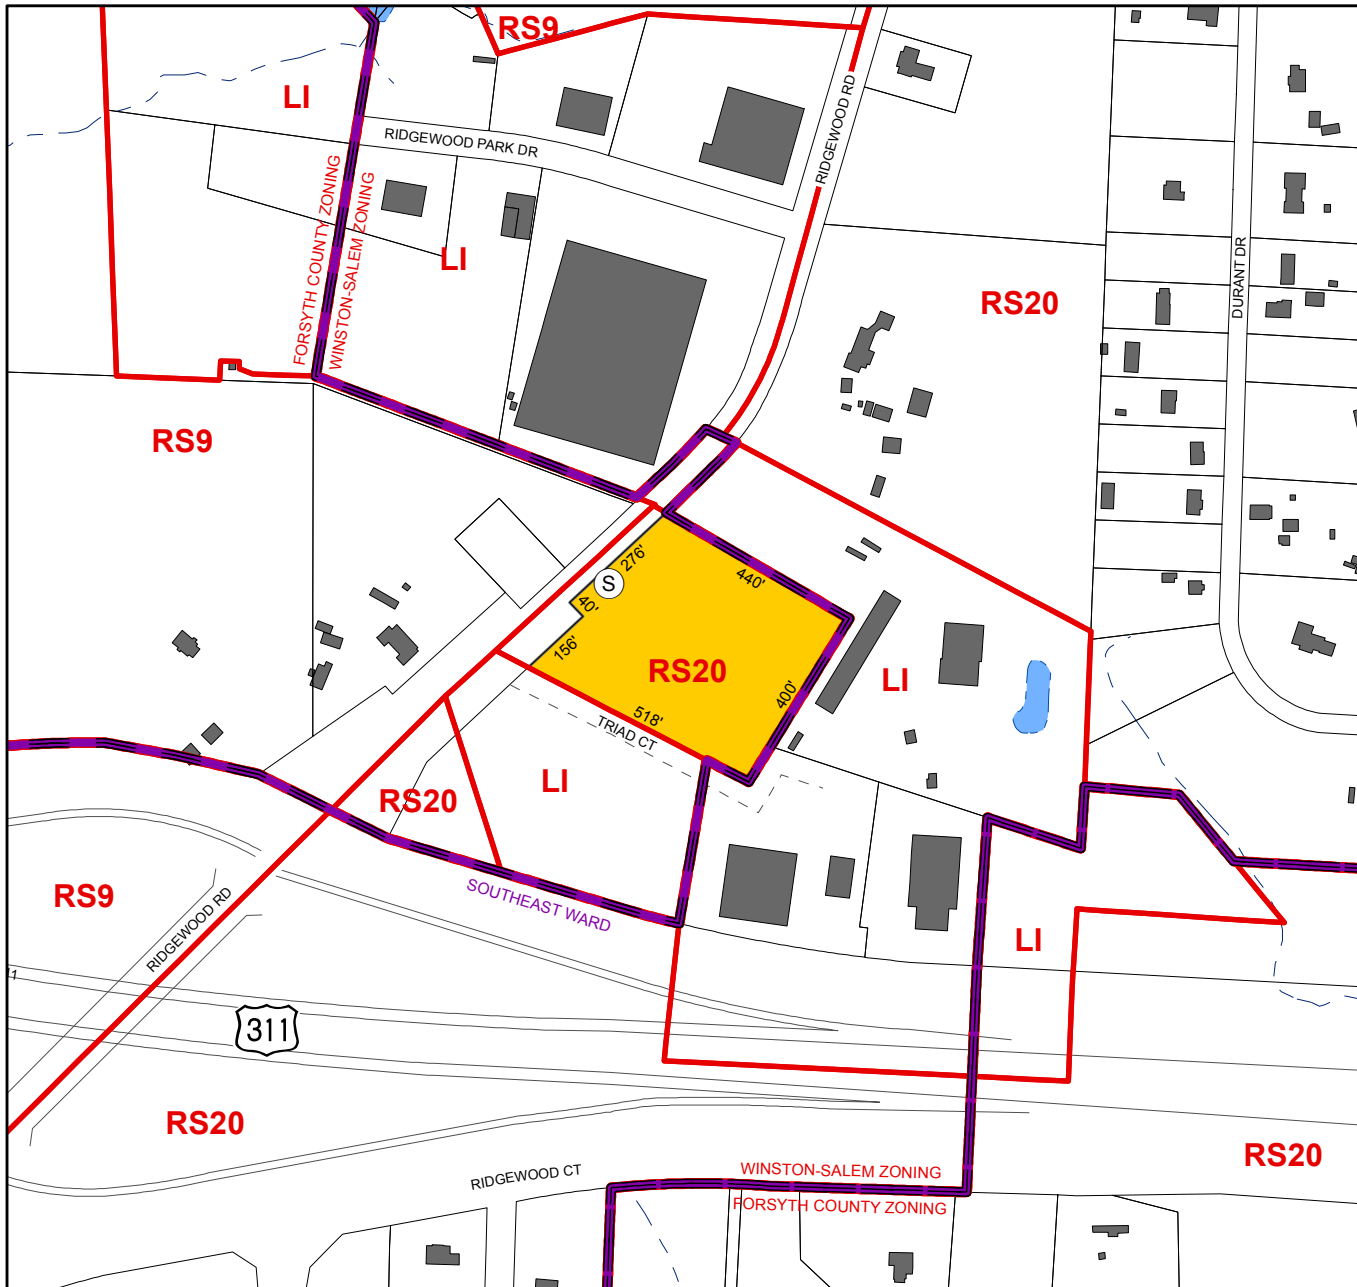 RS9
LI
RIDGEWOOD PARK DR
RIDGEWOOD RD
FORSYTH COUNTY ZONING
WINSTON-SALEM ZONING
LI
RS20
DURANT DR
RS9
276'
S
440'
40'
156'
RS20
400'
LI
518'
TRIAD CT
LI
RS20
SOUTHEAST WARD
RS9
RIDGEWOOD RD
LI
311
RS20
RS20
RIDGEWOOD CT
WINSTON-SALEM ZONING
FORSYTH COUNTY ZONING